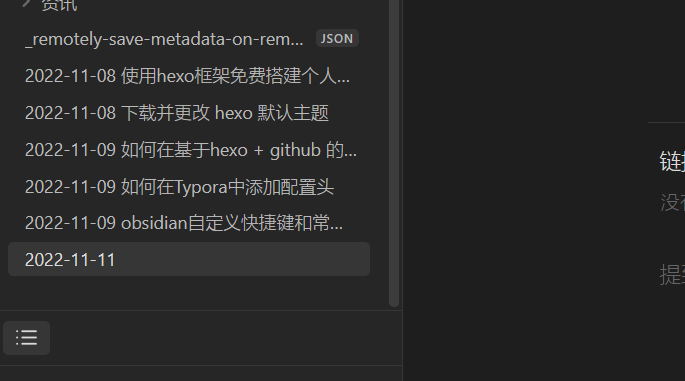 资讯
_remotely-save-metadata-on-rem... JSON
2022-11-08 使用hexo框架免费搭建个人...
2022-11-08 下载并更改 hexo 默认主题
2022-11-09 如何在基于hexo + github 的...
2022-11-09 如何在Typora中添加配置头
2022-11-09 obsidian自定义快捷键和常...
2022-11-11
链
没
提